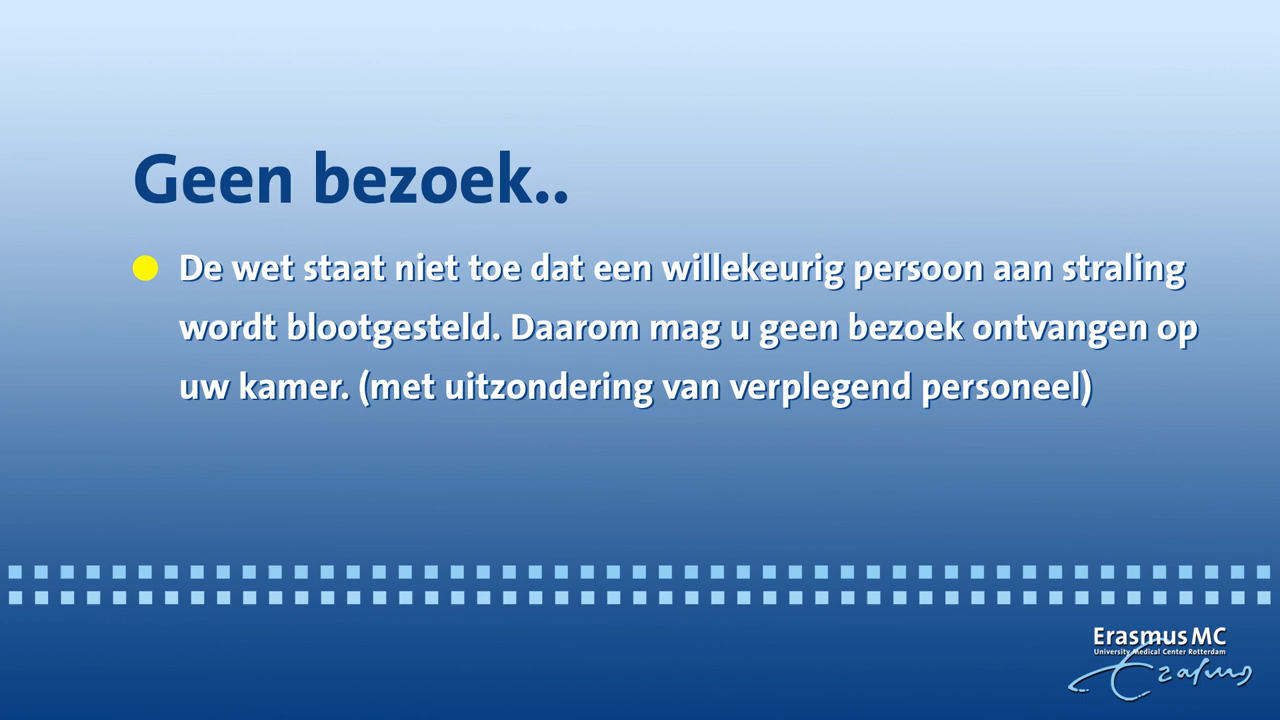 Geen bezoek..
De wet staat niet toe dat een willekeurig persoon aan straling
wordt blootgesteld. Daarom mag u geen bezoek ontvangen op
uw kamer. (met uitzondering van verplegend personeel)
Erasmus MC
University Medical Center Rotterdam
Erasmus